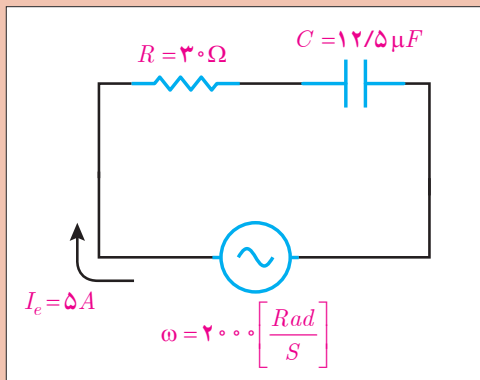 R = ۳۰Ω
C = ۱۲/۵ μF
I_e = ۵A
ω = ۲۰۰۰ [Rad/S]